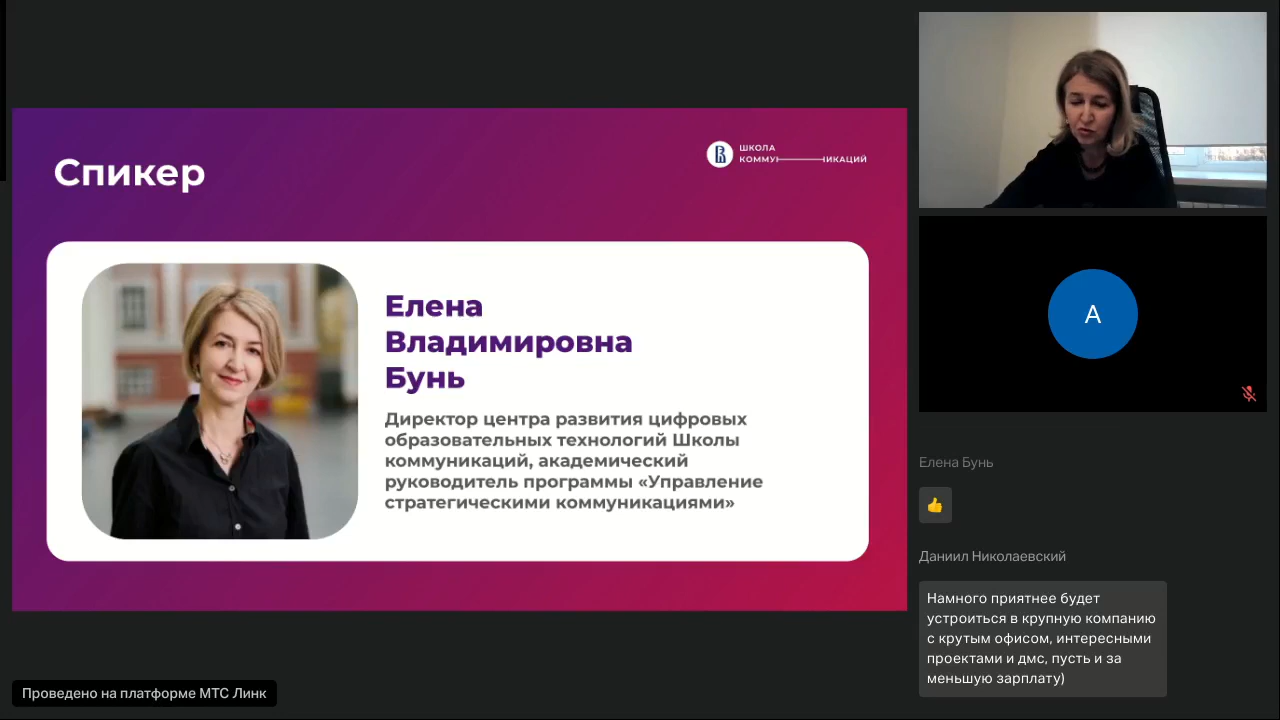 Спикер
ШКОЛА
КОММУНИКАЦИЙ
Елена
Владимировна
Бунь
Директор центра развития цифровых
образовательных технологий Школы
коммуникаций, академический
руководитель программы «Управление
стратегическими коммуникациями»
Проведено на платформе МТС Линк
А
Елена Бунь
Даниил Николаевский
Намного приятнее будет
устроиться в крупную компанию
с крутым офисом, интересными
проектами и дмс, пусть и за
меньшую зарплату)